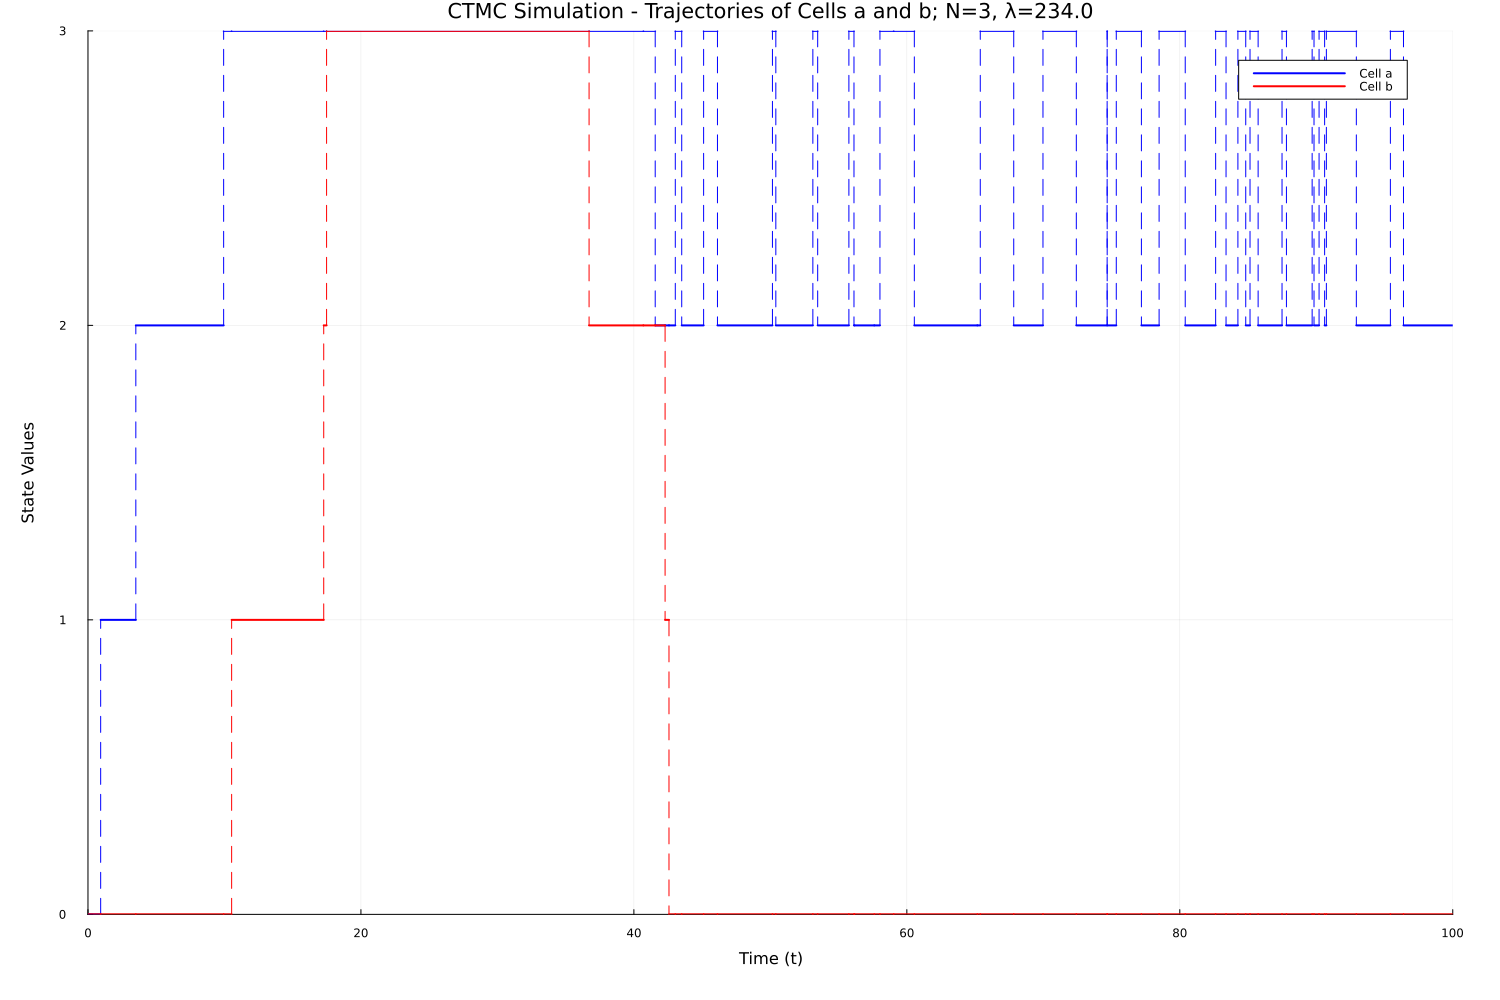 CTMC Simulation - Trajectories of Cells a and b; N=3, λ=234.0
3
Cell a
Cell b
2
State Values
1
0
0 20 40 60 80 100
Time (t)